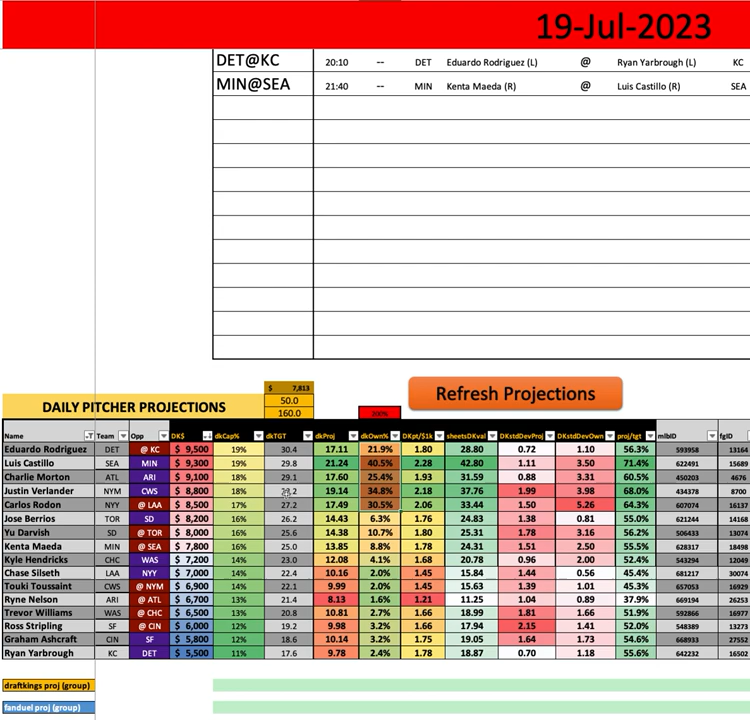 19-Jul-2023
DET@KC 20:10 -- DET Eduardo Rodriguez (L) @ Ryan Yarbrough (L) KC
MIN@SEA 21:40 -- MIN Kenta Maeda (R) @ Luis Castillo (R) SEA
$ 7,813
DAILY PITCHER PROJECTIONS 50.0 Refresh Projections
160.0 200%
Name Team Opp DK$ dkCap% dkTGT dkProj dkOwn% DKpt/$1k sheetsDKval DKstdDevProj DKstdDevOwn proj/tgt mlbID fgID
Eduardo Rodriguez DET @ KC $ 9,500 19% 30.4 17.11 21.9% 1.80 28.80 0.72 1.10 56.3% 593958 13164
Luis Castillo SEA MIN $ 9,300 19% 29.8 21.24 40.5% 2.28 42.80 1.11 3.50 71.4% 622491 15689
Charlie Morton ATL ARI $ 9,100 18% 29.1 17.60 25.4% 1.93 31.59 0.88 3.31 60.5% 450203 4676
Justin Verlander NYM CWS $ 8,800 18% 19.14 34.8% 2.18 37.76 1.99 3.98 68.0% 434378 8700
Carlos Rodon NYY @ LAA $ 8,500 17% 27.2 17.49 30.5% 2.06 33.44 1.50 5.26 64.3% 607074 16137
Jose Berrios TOR SD $ 8,200 16% 26.2 14.43 6.3% 1.76 24.83 1.38 0.81 55.0% 621244 14168
Yu Darvish SD @ TOR $ 8,000 16% 25.6 14.38 10.7% 1.80 25.31 1.78 3.16 56.2% 506433 13074
Kenta Maeda MIN @ SEA $ 7,800 16% 25.0 13.85 8.8% 1.78 25.31 1.51 2.50 55.5% 628317 18498
Kyle Hendricks CHC WAS $ 7,200 14% 23.0 12.08 4.1% 1.68 20.78 0.96 2.00 52.4% 543294 12049
Chase Silseth LAA NYY $ 7,000 14% 22.4 10.16 2.0% 1.45 15.84 1.44 0.56 45.4% 681217 30074
Touki Toussaint CWS @ NYM $ 6,900 14% 22.1 9.99 2.0% 1.45 15.63 1.39 1.01 45.3% 657053 16929
Ryne Nelson ARI @ ATL $ 6,700 13% 21.4 8.13 1.6% 1.21 11.25 1.04 0.89 37.9% 669194 26253
Trevor Williams WAS @ CHC $ 6,500 13% 20.8 10.81 2.7% 1.66 18.99 1.81 1.66 51.9% 592866 16977
Ross Stripling SF @ CIN $ 6,000 12% 19.2 9.98 3.2% 1.66 17.94 2.15 1.41 52.0% 548389 13273
Graham Ashcraft CIN SF $ 5,800 12% 18.6 10.14 3.2% 1.75 19.05 1.64 1.73 54.6% 668933 27552
Ryan Yarbrough KC DET $ 5,500 11% 17.6 9.78 2.4% 1.78 18.87 0.70 1.18 55.6% 642232 16502
draftkings proj (group)
fanduel proj (group)